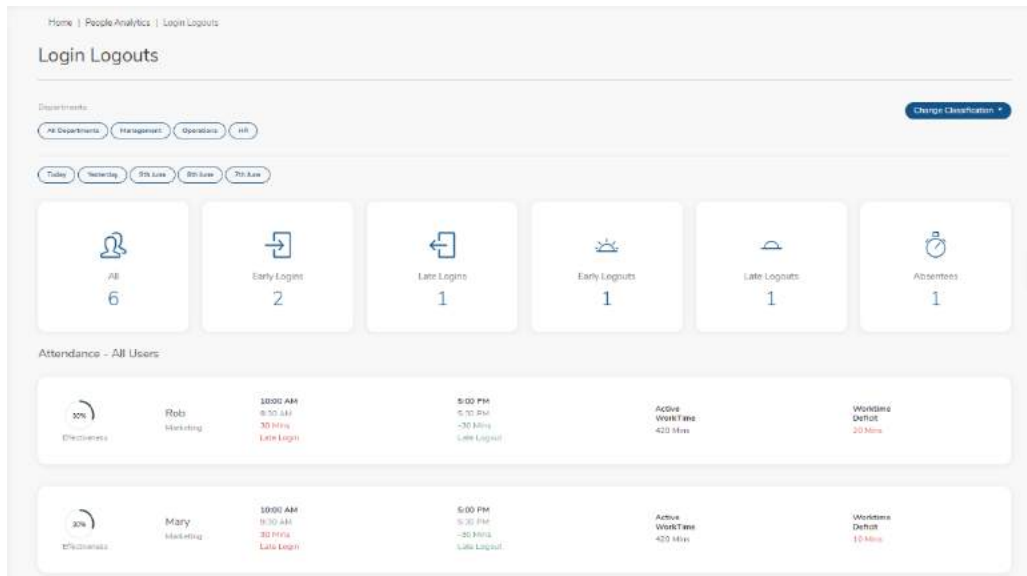 Home | People Analytics | Login Logouts
Login Logouts
Departments
Change Classification
All Departments Management Operations HR
Today Yesterday 9th June 8th June 7th June
All Early Logins Late Logins Early Logouts Late Logouts Absentees
6 2 1 1 1 1
Attendance - All Users
30%
Effectiveness
Rob
Marketing
10:00 AM
9:30 AM
30 Mins
Late Login
5:00 PM
5:30 PM
-30 Mins
Late Logout
Active
WorkTime
420 Mins
Worktime
Deficit
20 Mins
30%
Effectiveness
Mary
Marketing
10:00 AM
9:30 AM
30 Mins
Late Login
5:00 PM
5:30 PM
-30 Mins
Late Logout
Active
WorkTime
420 Mins
Worktime
Deficit
10 Mins